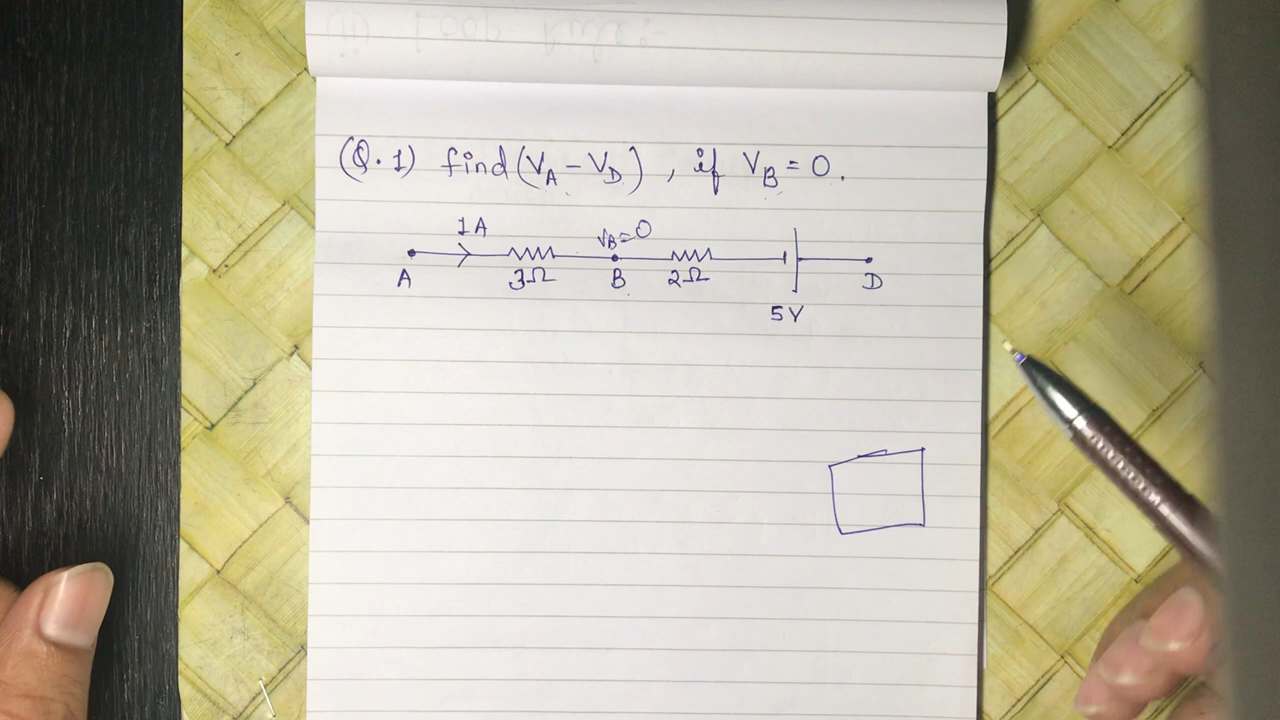 (Q.1) find (VA - VD), if VB = 0.
1A
VB=0
A 3Ω B 2Ω D
5V